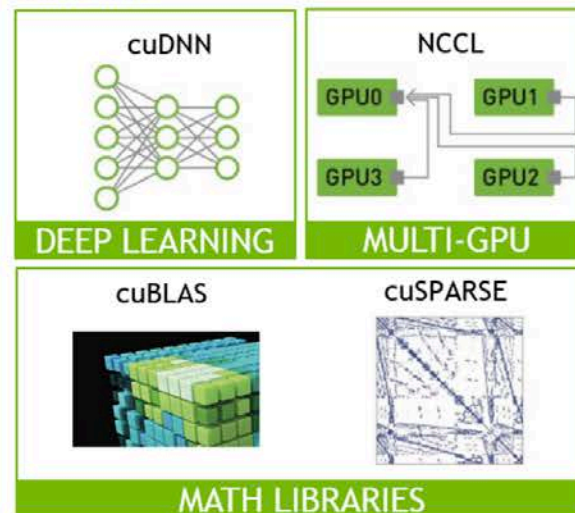 cuDNN
DEEP LEARNING
NCCL
GPU0
GPU1
GPU3
GPU2
MULTI-GPU
cuBLAS
cuSPARSE
MATH LIBRARIES